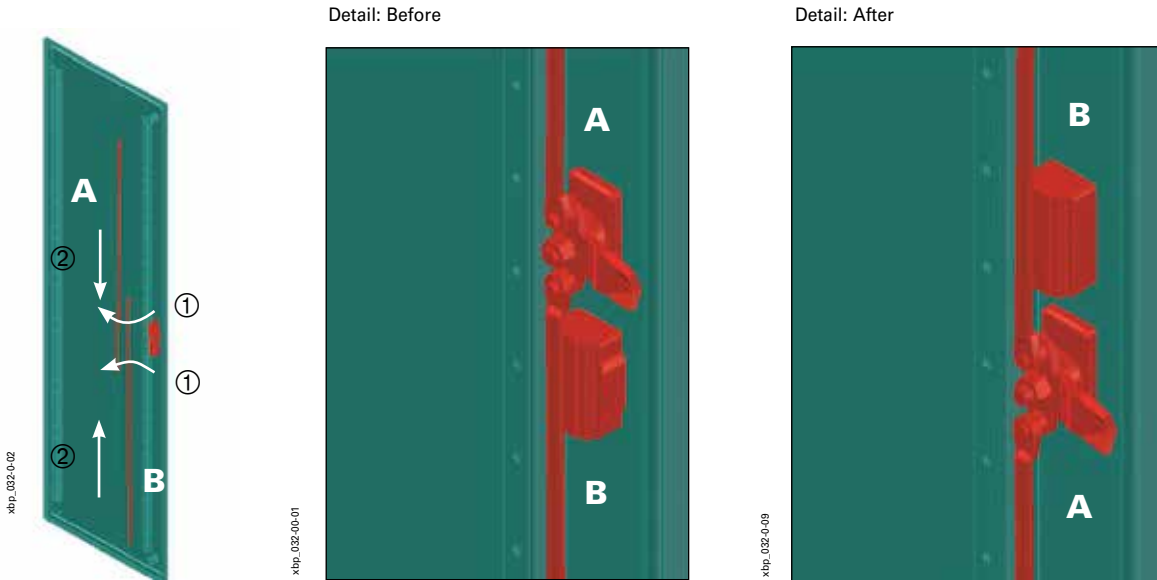 Detail: Before
Detail: After
A
②
①
①
②
B
xbp_032-0-02
A
B
xbp_032-00-01
B
A
xbp_032-0-09